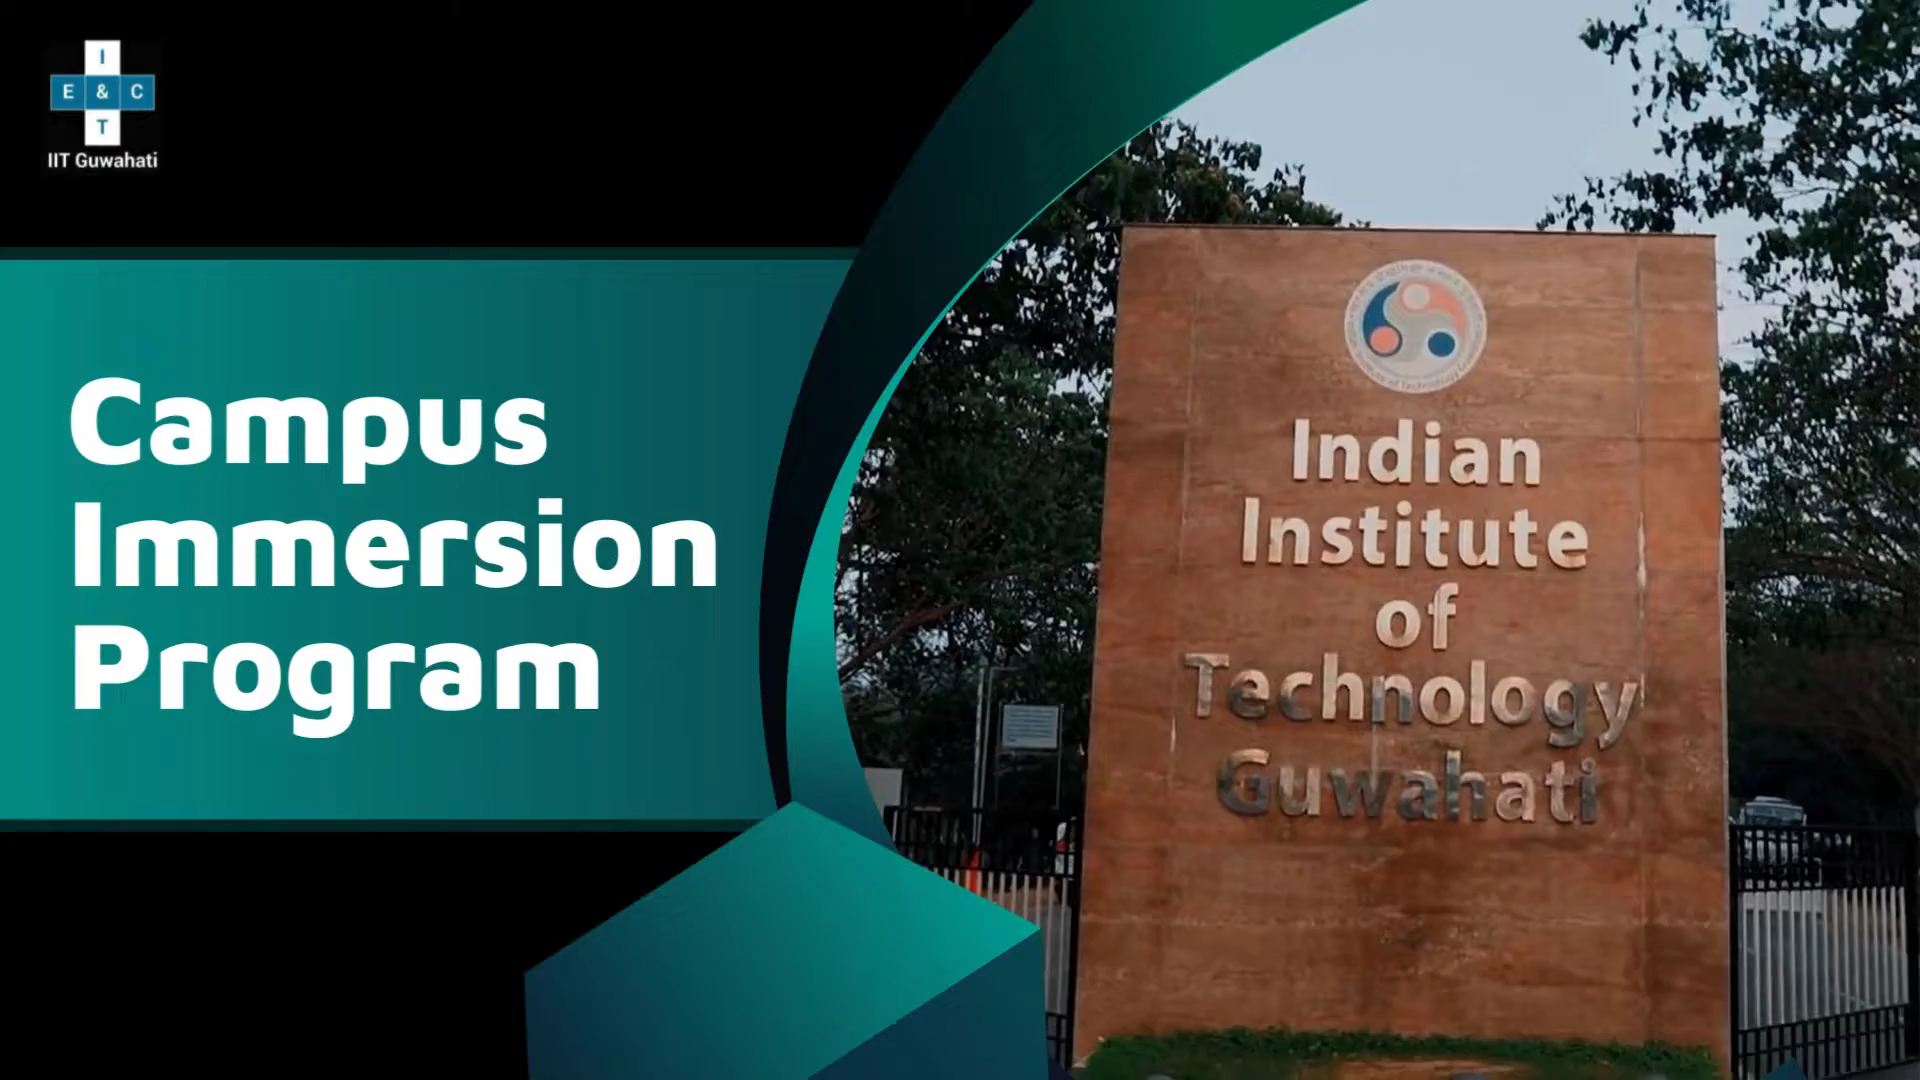 I
E & C
T
IIT Guwahati
Campus
Immersion
Program
Indian
Institute
of
Technology
Guwahati